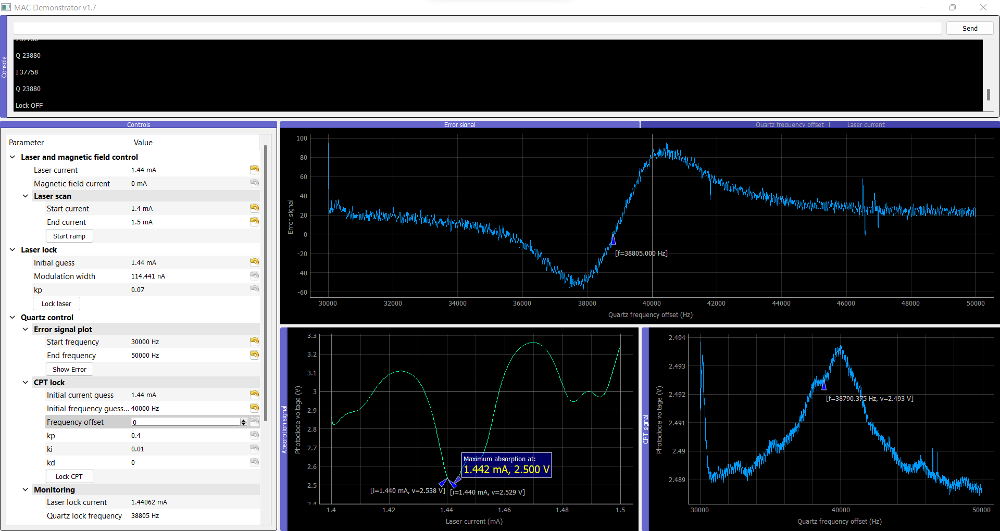 MAC Demonstrator v1.7
Send
Console
Q 23880
I 37758
Q 23880
Lock OFF
Controls
Parameter Value
Laser and magnetic field control
Laser current 1.44 mA
Magnetic field current 0 mA
Laser scan
Start current 1.4 mA
End current 1.5 mA
Start ramp
Laser lock
Initial guess 1.44 mA
Modulation width 114.441 nA
kp 0.07
Lock laser
Quartz control
Error signal plot
Start frequency 30000 Hz
End frequency 50000 Hz
Show Error
CPT lock
Initial current guess 1.44 mA
Initial frequency guess... 40000 Hz
Frequency offset 0
kp 0.4
ki 0.01
kd 0
Lock CPT
Monitoring
Laser lock current 1.44062 mA
Quartz lock frequency 38805 Hz
Error signal
Quartz frequency offset
Laser current
Error signal
100
80
60
40
20
0
-20
-40
-60
[f=38805.000 Hz]
30000 32000 34000 36000 38000 40000 42000 44000 46000 48000 50000
Quartz frequency offset (Hz)
Absorption signal
Photodiode voltage (V)
3.3
3.2
3.1
3
2.9
2.8
2.7
2.6
2.5
2.4
Maximum absorption at:
1.442 mA, 2.500 V
[i=1.440 mA, v=2.538 V]
[i=1.440 mA, v=2.529 V]
1.4 1.42 1.44 1.46 1.48 1.5
Laser current (mA)
CPT signal
Photodiode voltage (V)
2.494
2.493
2.492
2.491
2.49
2.489
[f=38790.375 Hz, v=2.493 V]
30000 40000 50000
Quartz frequency offset (Hz)